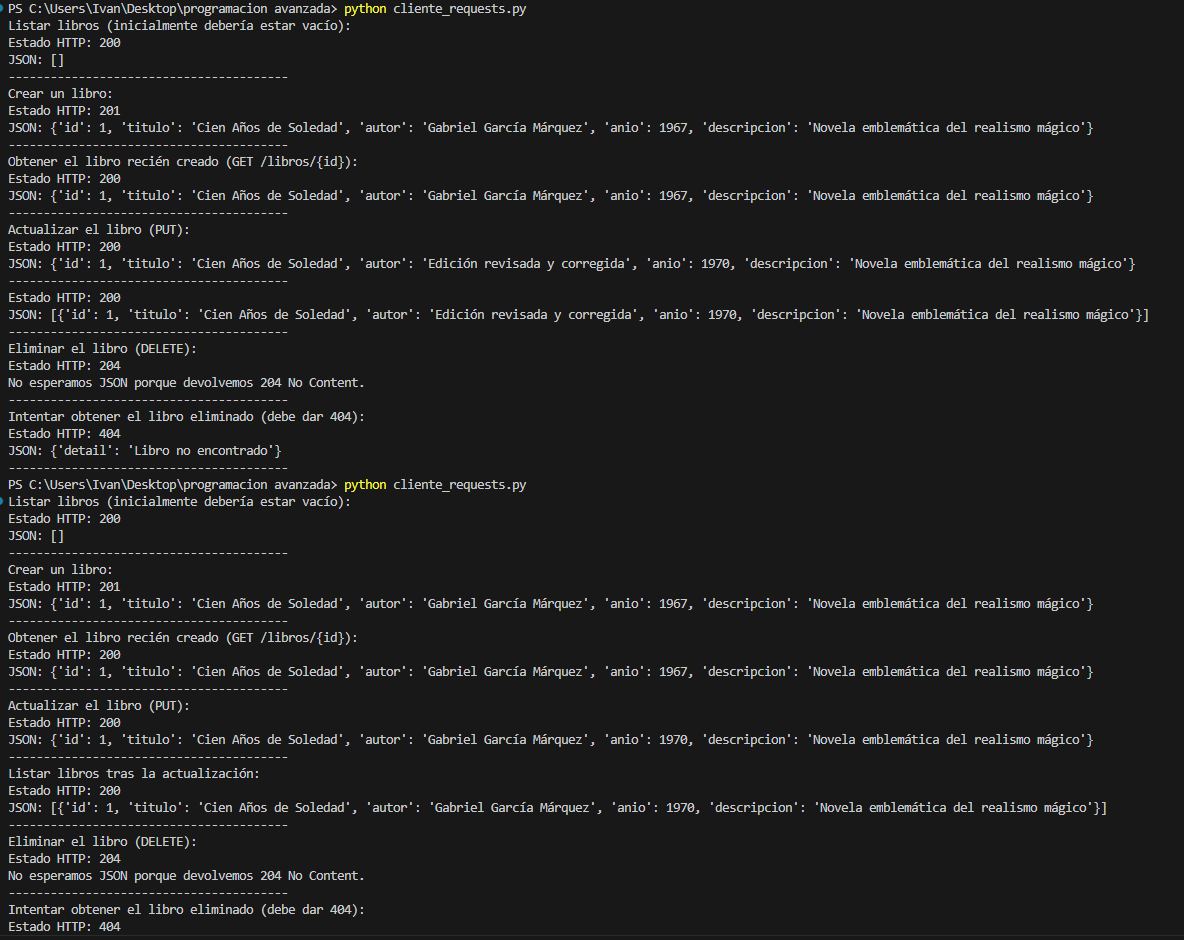 PS C:\Users\Ivan\Desktop\programacion avanzada> python cliente_requests.py
Listar libros (inicialmente debería estar vacío):
Estado HTTP: 200
JSON: []
----------------------------------------
Crear un libro:
Estado HTTP: 201
JSON: {'id': 1, 'titulo': 'Cien Años de Soledad', 'autor': 'Gabriel García Márquez', 'anio': 1967, 'descripcion': 'Novela emblemática del realismo mágico'}
----------------------------------------
Obtener el libro recién creado (GET /libros/{id}):
Estado HTTP: 200
JSON: {'id': 1, 'titulo': 'Cien Años de Soledad', 'autor': 'Gabriel García Márquez', 'anio': 1967, 'descripcion': 'Novela emblemática del realismo mágico'}
----------------------------------------
Actualizar el libro (PUT):
Estado HTTP: 200
JSON: {'id': 1, 'titulo': 'Cien Años de Soledad', 'autor': 'Edición revisada y corregida', 'anio': 1970, 'descripcion': 'Novela emblemática del realismo mágico'}
----------------------------------------
Estado HTTP: 200
JSON: [{'id': 1, 'titulo': 'Cien Años de Soledad', 'autor': 'Edición revisada y corregida', 'anio': 1970, 'descripcion': 'Novela emblemática del realismo mágico'}]
----------------------------------------
Eliminar el libro (DELETE):
Estado HTTP: 204
No esperamos JSON porque devolvemos 204 No Content.
----------------------------------------
Intentar obtener el libro eliminado (debe dar 404):
Estado HTTP: 404
JSON: {'detail': 'Libro no encontrado'}
----------------------------------------
PS C:\Users\Ivan\Desktop\programacion avanzada> python cliente_requests.py
Listar libros (inicialmente debería estar vacío):
Estado HTTP: 200
JSON: []
----------------------------------------
Crear un libro:
Estado HTTP: 201
JSON: {'id': 1, 'titulo': 'Cien Años de Soledad', 'autor': 'Gabriel García Márquez', 'anio': 1967, 'descripcion': 'Novela emblemática del realismo mágico'}
----------------------------------------
Obtener el libro recién creado (GET /libros/{id}):
Estado HTTP: 200
JSON: {'id': 1, 'titulo': 'Cien Años de Soledad', 'autor': 'Gabriel García Márquez', 'anio': 1967, 'descripcion': 'Novela emblemática del realismo mágico'}
----------------------------------------
Actualizar el libro (PUT):
Estado HTTP: 200
JSON: {'id': 1, 'titulo': 'Cien Años de Soledad', 'autor': 'Gabriel García Márquez', 'anio': 1970, 'descripcion': 'Novela emblemática del realismo mágico'}
----------------------------------------
Listar libros tras la actualización:
Estado HTTP: 200
JSON: [{'id': 1, 'titulo': 'Cien Años de Soledad', 'autor': 'Gabriel García Márquez', 'anio': 1970, 'descripcion': 'Novela emblemática del realismo mágico'}]
----------------------------------------
Eliminar el libro (DELETE):
Estado HTTP: 204
No esperamos JSON porque devolvemos 204 No Content.
----------------------------------------
Intentar obtener el libro eliminado (debe dar 404):
Estado HTTP: 404